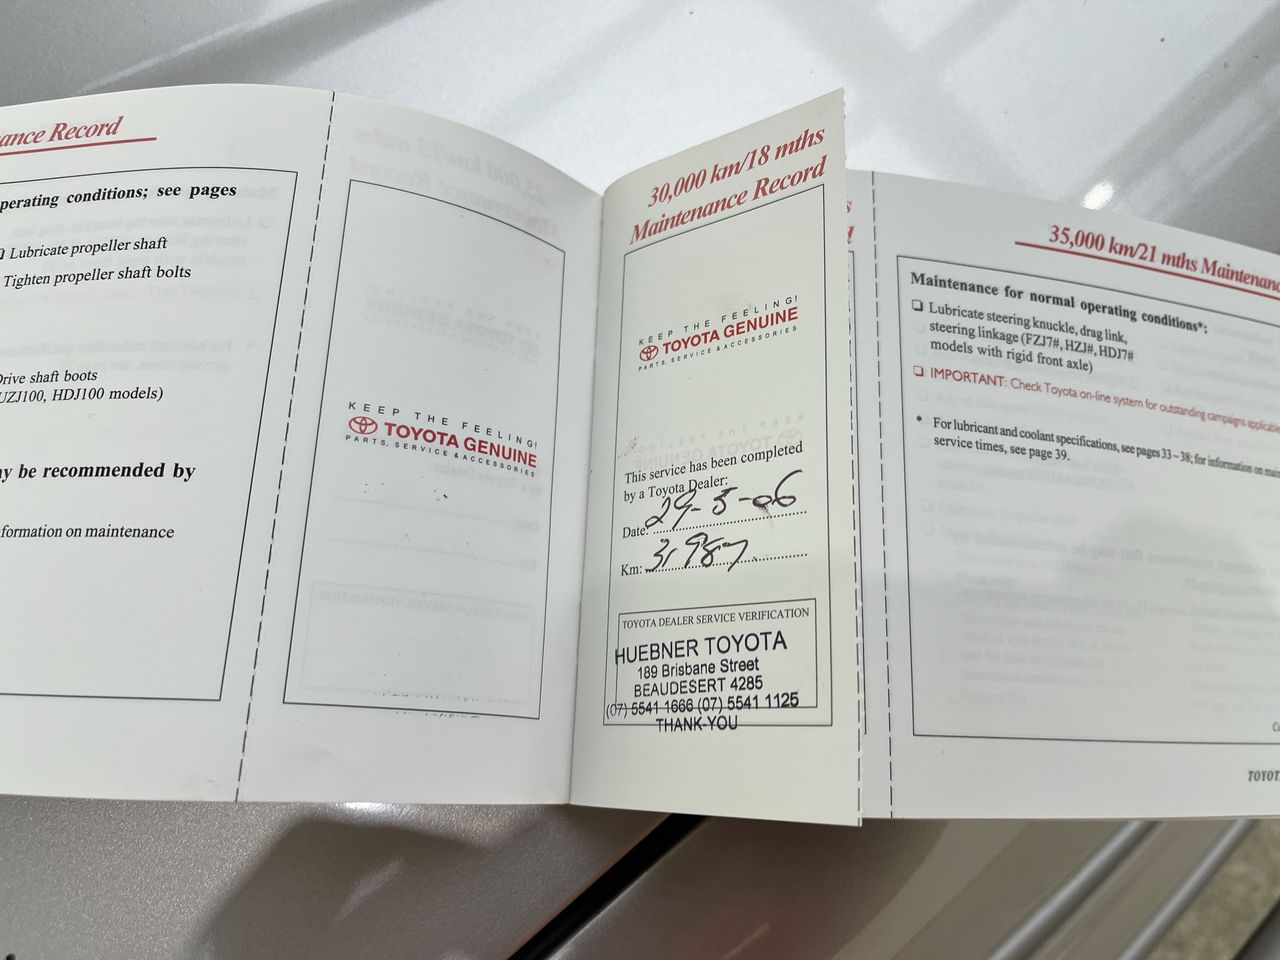 ance Record
perating conditions; see pages
Lubricate propeller shaft
Tighten propeller shaft bolts
Drive shaft boots
UZJ100, HDJ100 models)
ay be recommended by
formation on maintenance
KEEP THE FEELING!
TOYOTA GENUINE
PARTS, SERVICE & ACCESSORIES
30,000 km/18 mths
Maintenance Record
KEEP THE FEELING!
TOYOTA GENUINE
PARTS, SERVICE & ACCESSORIES
This service has been completed
by a Toyota Dealer:
Date: 29-5-06
Km: 31987
TOYOTA DEALER SERVICE VERIFICATION
HUEBNER TOYOTA
189 Brisbane Street
BEAUDESERT 4285
(07) 5541 1666 (07) 5541 1125
THANK-YOU
35,000 km/21 mths Maintenanc
Maintenance for normal operating conditions*:
Lubricate steering knuckle, drag link,
steering linkage (FZJ7#, HZJ#, HDJ7#
models with rigid front axle)
IMPORTANT: Check Toyota on-line system for outstanding campaigns applicable
* For lubricant and coolant specifications, see pages 33~38; for information on mai
service times, see page 39.
TOYOT